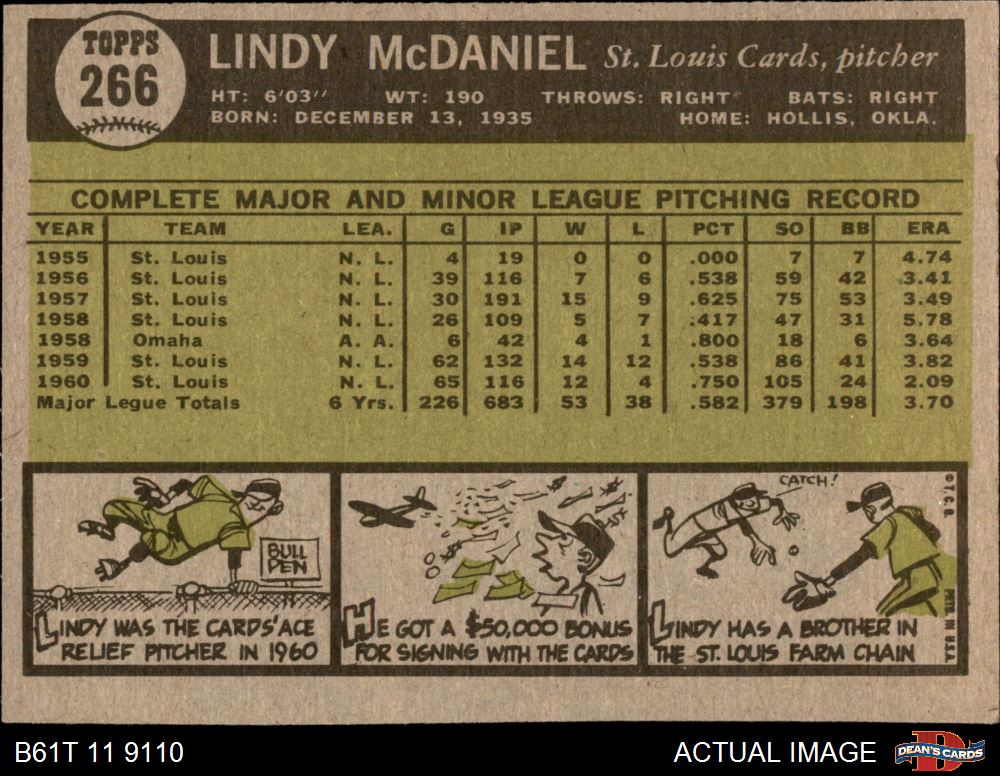 TOPPS
266
LINDY McDANIEL St. Louis Cards, pitcher
HT: 6'03" WT: 190 THROWS: RIGHT BATS: RIGHT
BORN: DECEMBER 13, 1935 HOME: HOLLIS, OKLA.
COMPLETE MAJOR AND MINOR LEAGUE PITCHING RECORD
YEAR TEAM LEA. G IP W L PCT SO BB ERA
1955 St. Louis N. L. 4 19 0 0 .000 7 7 4.74
1956 St. Louis N. L. 39 116 7 6 .538 59 42 3.41
1957 St. Louis N. L. 30 191 15 9 .625 75 53 3.49
1958 St. Louis N. L. 26 109 5 7 .417 47 31 5.78
1958 Omaha A. A. 6 42 4 1 .800 18 6 3.64
1959 St. Louis N. L. 62 132 14 12 .538 86 41 3.82
1960 St. Louis N. L. 65 116 12 4 .750 105 24 2.09
Major Legue Totals 6 Yrs. 226 683 53 38 .582 379 198 3.70
BULL
PEN
LINDY WAS THE CARDS' ACE
RELIEF PITCHER IN 1960
HE GOT A $50,000 BONUS
FOR SIGNING WITH THE CARDS
CATCH!
LINDY HAS A BROTHER IN
THE ST. LOUIS FARM CHAIN
© T.C.G.
PRTD. IN U.S.A.
B61T 11 9110
ACTUAL IMAGE
DEAN'S CARDS